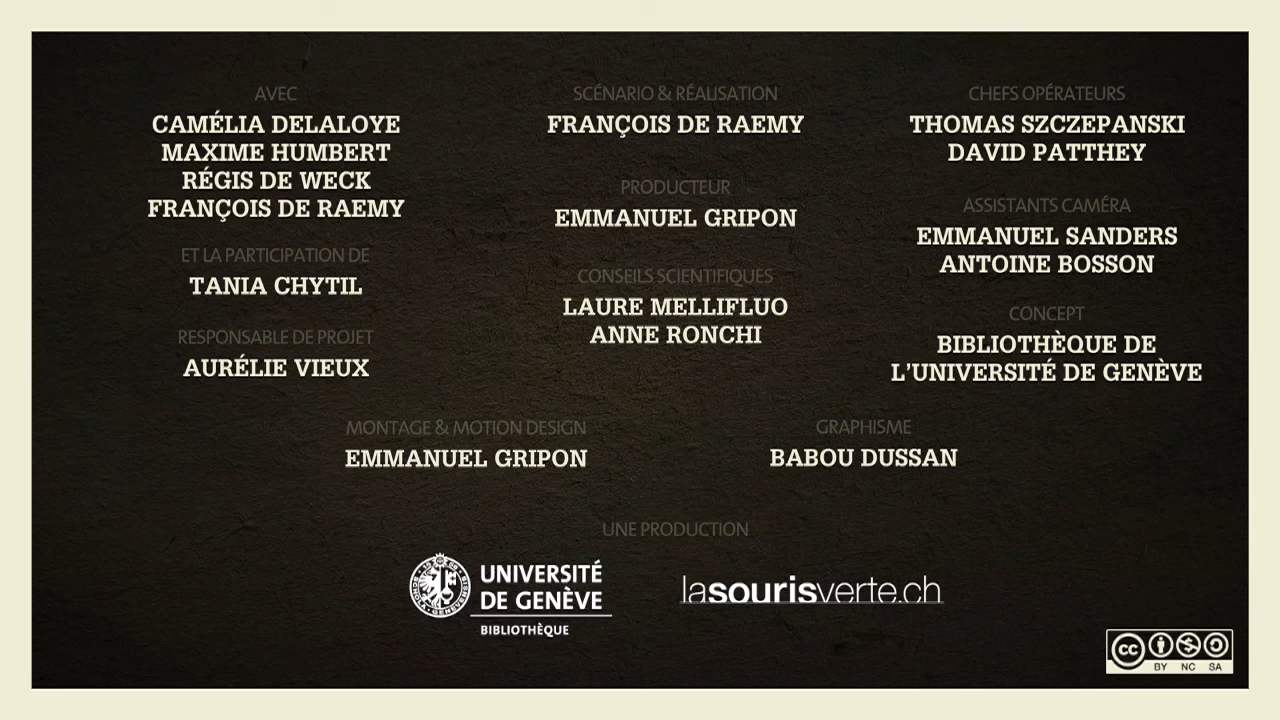 AVEC
CAMÉLIA DELALOYE
MAXIME HUMBERT
RÉGIS DE WECK
FRANÇOIS DE RAEMY
ET LA PARTICIPATION DE
TANIA CHYTIL
RESPONSABLE DE PROJET
AURÉLIE VIEUX
SCÉNARIO & RÉALISATION
FRANÇOIS DE RAEMY
PRODUCTEUR
EMMANUEL GRIPON
CONSEILS SCIENTIFIQUES
LAURE MELLIFLUO
ANNE RONCHI
CHEFS OPÉRATEURS
THOMAS SZCZEPANSKI
DAVID PATTHEY
ASSISTANTS CAMÉRA
EMMANUEL SANDERS
ANTOINE BOSSON
CONCEPT
BIBLIOTHÈQUE DE
L'UNIVERSITÉ DE GENÈVE
MONTAGE & MOTION DESIGN
EMMANUEL GRIPON
GRAPHISME
BABOU DUSSAN
UNE PRODUCTION
UNIVERSITÉ
DE GENÈVE
BIBLIOTHÈQUE
lasourisverte.ch
cc
BY NC SA